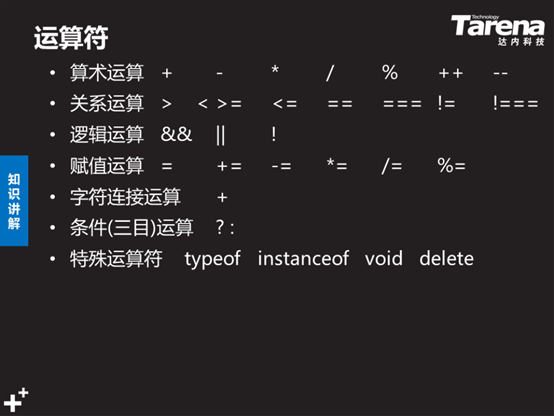 运算符
Technology
Tarena
达内科技
• 算术运算 + - * / % ++ --
• 关系运算 > < >= <= == === != !===
• 逻辑运算 && || !
• 赋值运算 = += -= *= /= %=
• 字符连接运算 +
• 条件(三目)运算 ? :
• 特殊运算符 typeof instanceof void delete
知识讲解